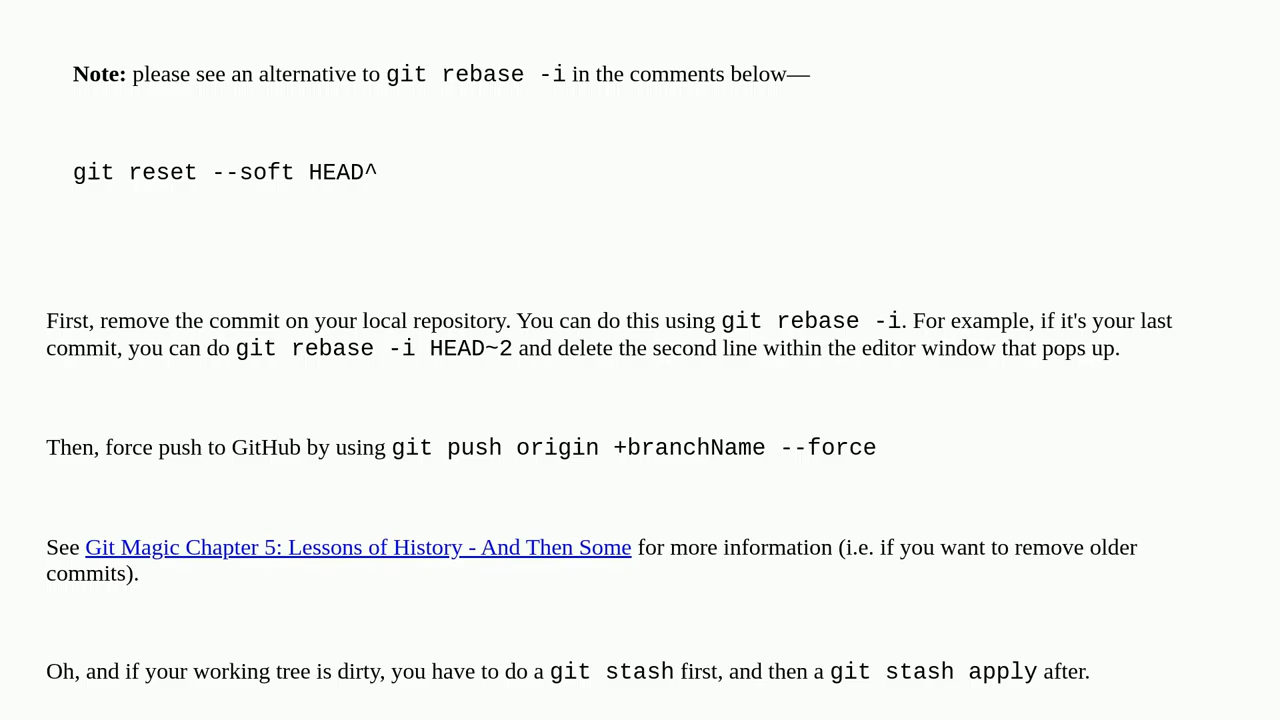 Note: please see an alternative to git rebase -i in the comments below—
git reset --soft HEAD^
First, remove the commit on your local repository. You can do this using git rebase -i. For example, if it's your last
commit, you can do git rebase -i HEAD~2 and delete the second line within the editor window that pops up.
Then, force push to GitHub by using git push origin +branchName --force
See Git Magic Chapter 5: Lessons of History - And Then Some for more information (i.e. if you want to remove older
commits).
Oh, and if your working tree is dirty, you have to do a git stash first, and then a git stash apply after.